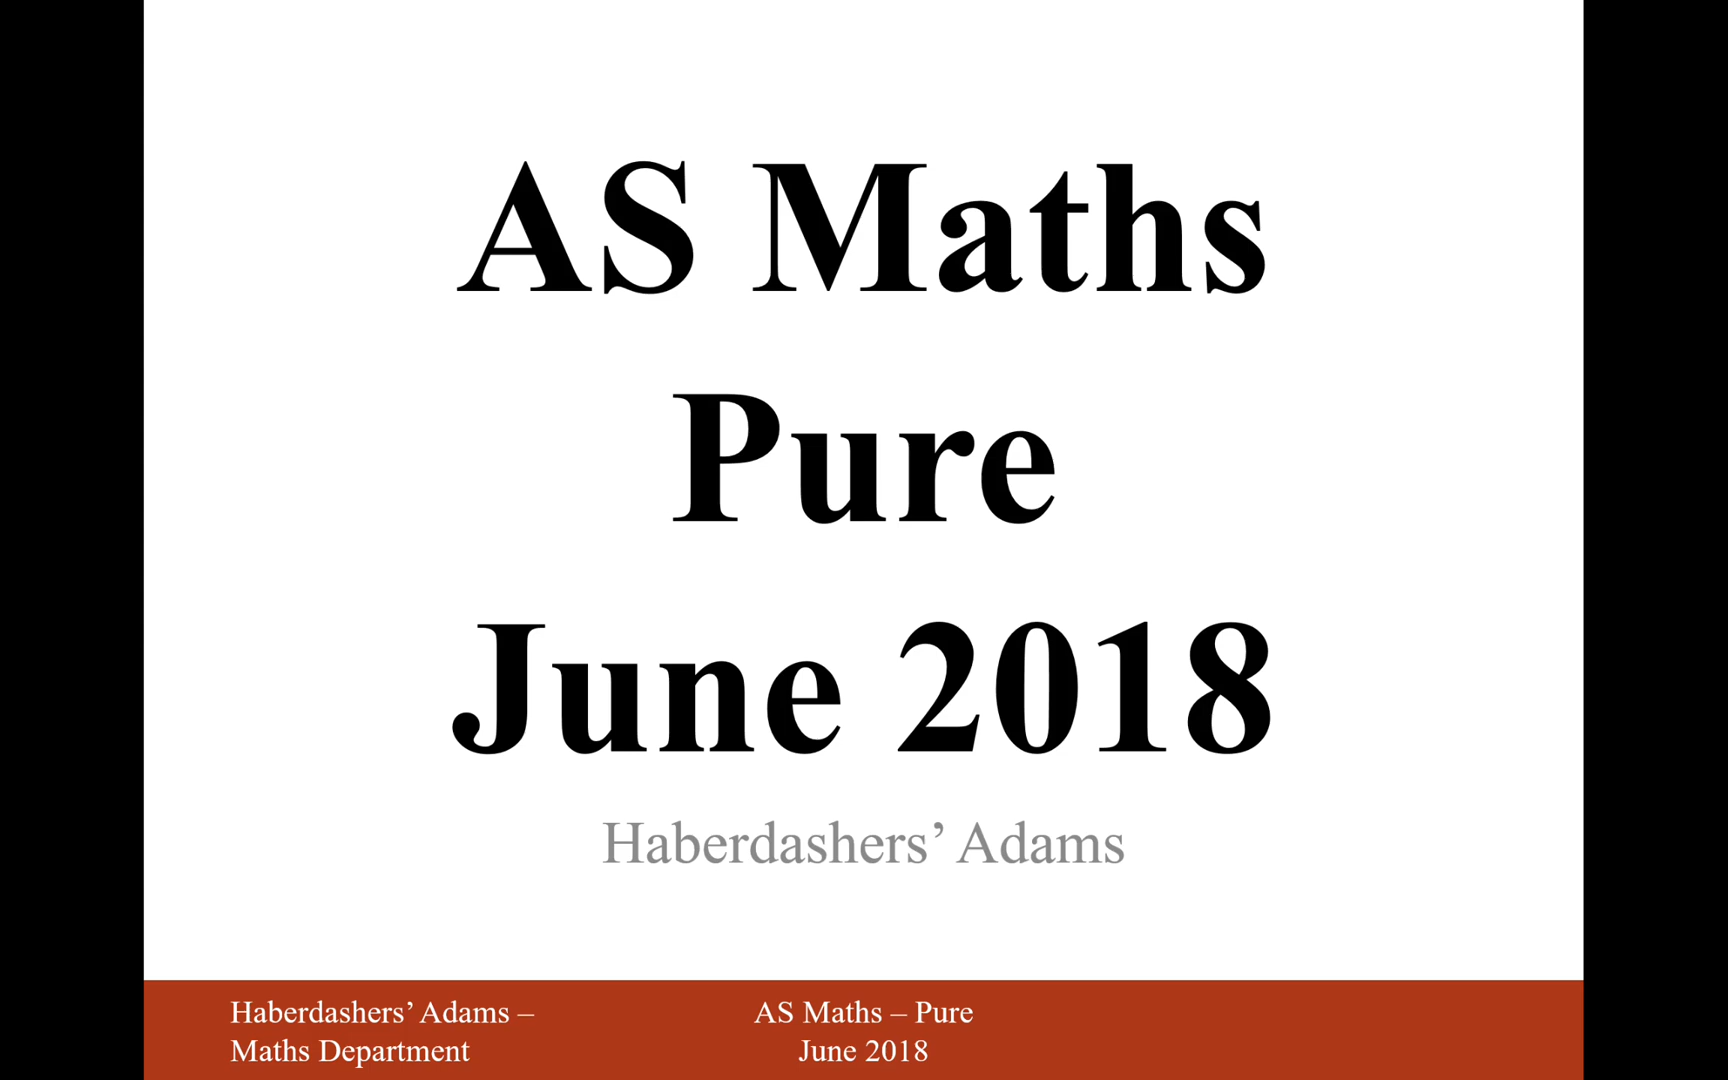 AS Maths
Pure
June 2018
Haberdashers’ Adams
Haberdashers’ Adams –
Maths Department
AS Maths – Pure
June 2018